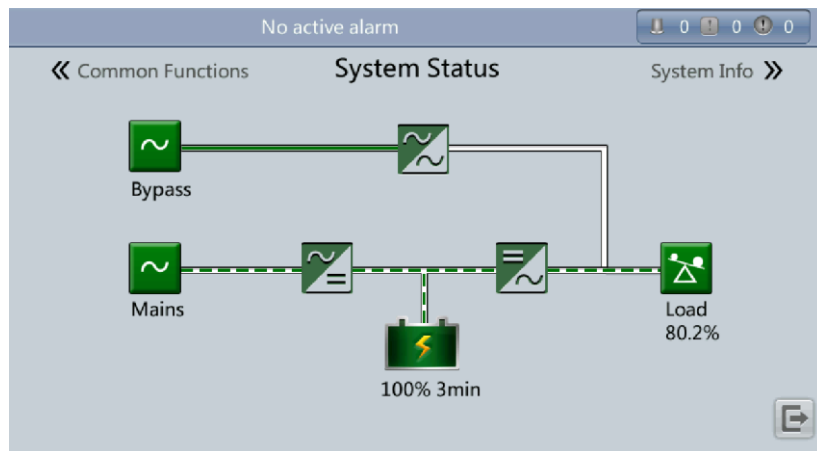 No active alarm
0 0 0
Common Functions
System Status
System Info
Bypass
Mains
Load
80.2%
100% 3min